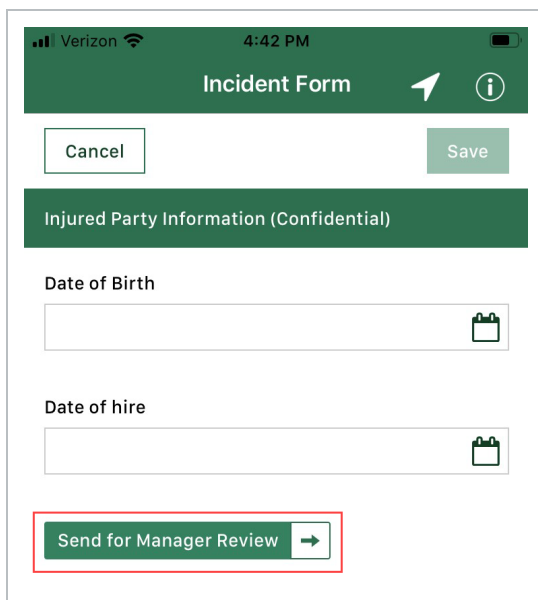 Verizon 4:42 PM
Incident Form
Cancel Save
Injured Party Information (Confidential)
Date of Birth
Date of hire
Send for Manager Review